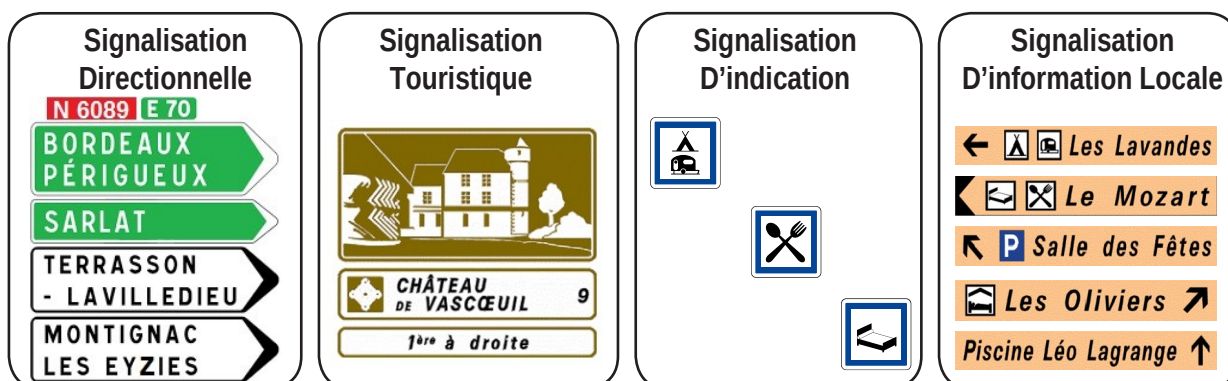 Signalisation
Directionnelle
N 6089 E 70
BORDEAUX
PÉRIGUEUX
SARLAT
TERRASSON
- LAVILLEDIEU
MONTIGNAC
LES EYZIES
Signalisation
Touristique
CHÂTEAU
DE VASCŒUIL 9
1ère à droite
Signalisation
D'indication
Signalisation
D'information Locale
Les Lavandes
Le Mozart
P Salle des Fêtes
Les Oliviers
Piscine Léo Lagrange